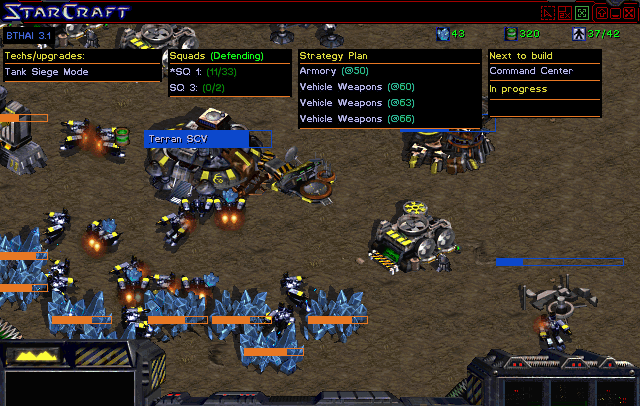 STARCRAFT
BTHAI 3.1
43
320
37/42
Techs/upgrades:
Tank Siege Mode
Squads (Defending)
*SQ 1: (11/33)
SQ 3: (0/2)
Strategy Plan
Armory (@50)
Vehicle Weapons (@60)
Vehicle Weapons (@63)
Vehicle Weapons (@66)
Next to build
Command Center
In progress
Terran SCV